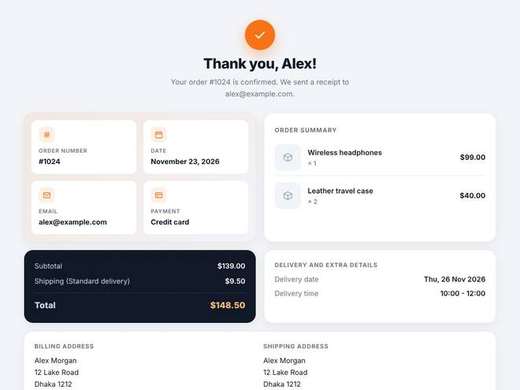 Thank you, Alex!
Your order #1024 is confirmed. We sent a receipt to
alex@example.com.
#
ORDER NUMBER
#1024
DATE
November 23, 2026
EMAIL
alex@example.com
PAYMENT
Credit card
ORDER SUMMARY
Wireless headphones $99.00
× 1
Leather travel case $40.00
× 2
Subtotal $139.00
Shipping (Standard delivery) $9.50
Total $148.50
DELIVERY AND EXTRA DETAILS
Delivery date Thu, 26 Nov 2026
Delivery time 10:00 - 12:00
BILLING ADDRESS
Alex Morgan
12 Lake Road
Dhaka 1212
SHIPPING ADDRESS
Alex Morgan
12 Lake Road
Dhaka 1212